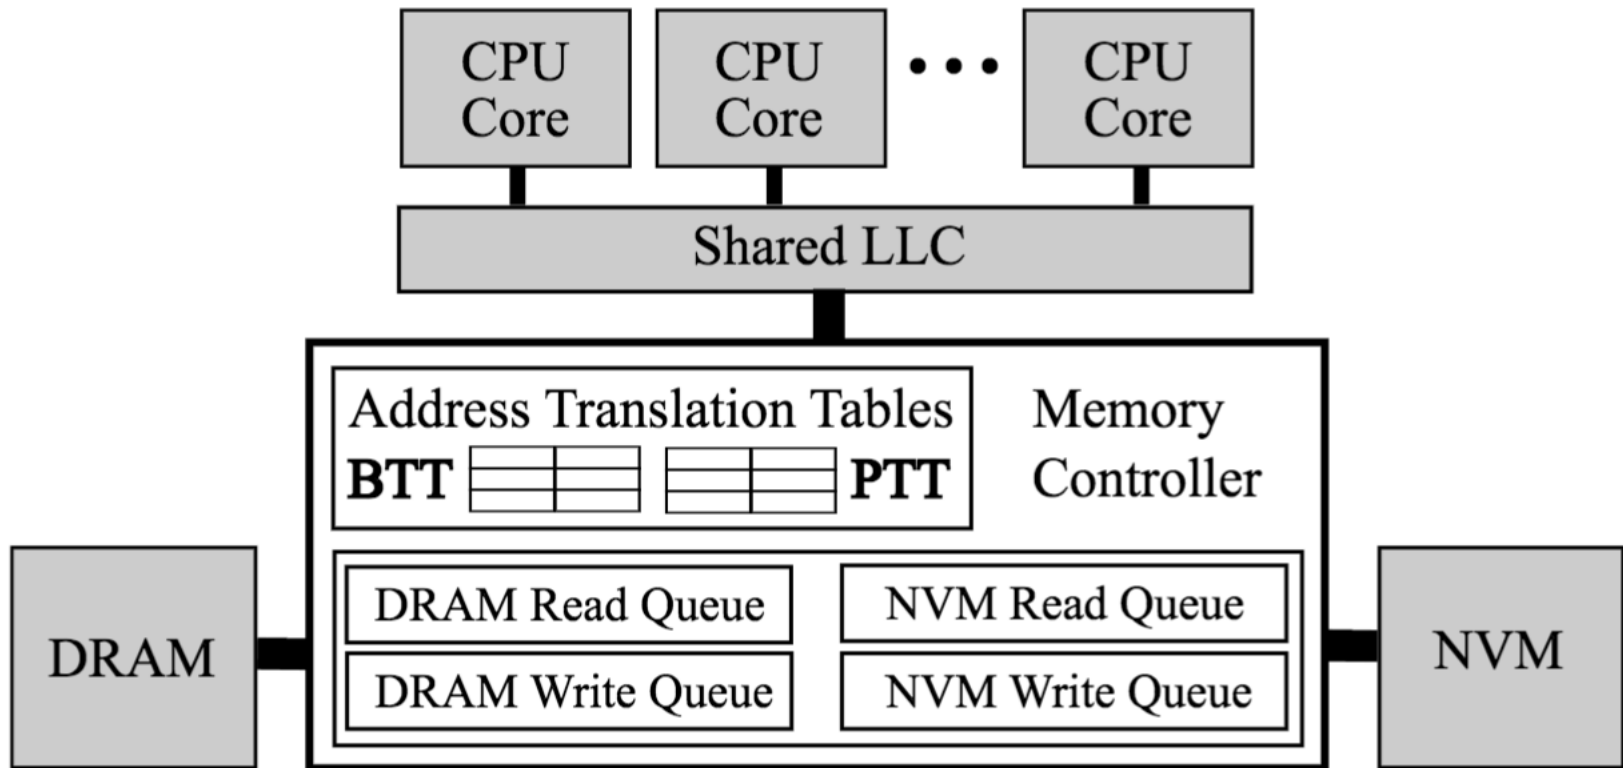 CPU
Core
CPU
Core
CPU
Core
Shared LLC
Address Translation Tables
BTT
PTT
Memory
Controller
DRAM Read Queue
NVM Read Queue
DRAM Write Queue
NVM Write Queue
DRAM
NVM